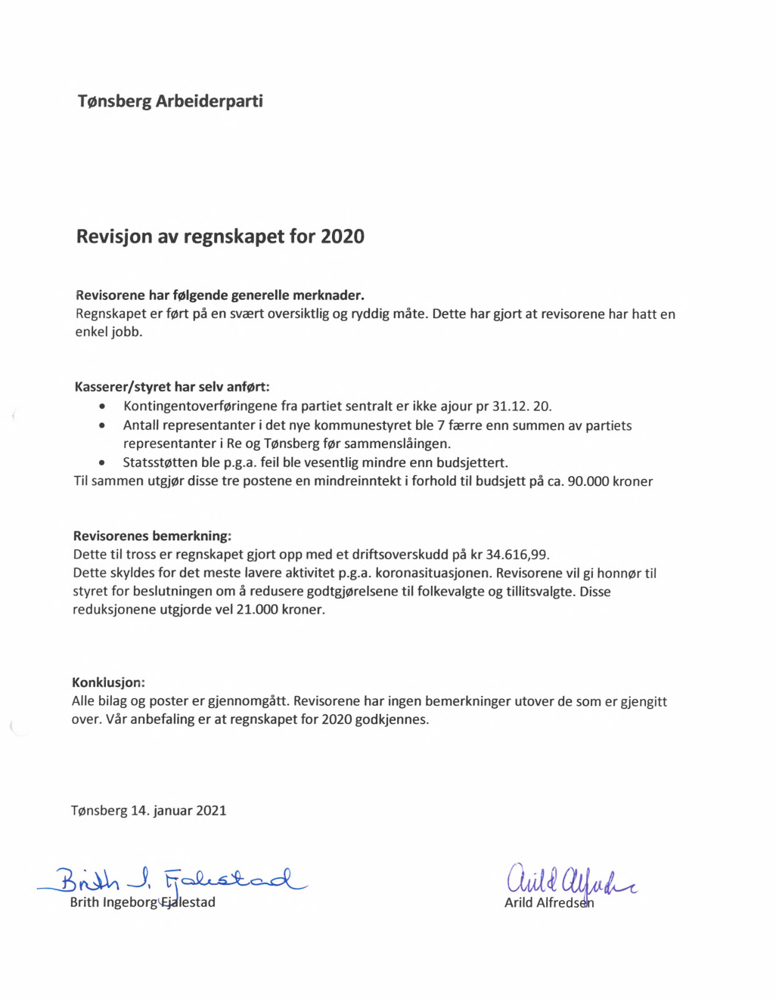 Tønsberg Arbeiderparti
Revisjon av regnskapet for 2020
Revisorene har følgende generelle merknader.
Regnskapet er ført på en svært oversiktlig og ryddig måte. Dette har gjort at revisorene har hatt en
enkel jobb.
Kasserer/styret har selv anført:
• Kontingentoverføringene fra partiet sentralt er ikke ajour pr 31.12. 20.
• Antall representanter i det nye kommunestyret ble 7 færre enn summen av partiets
representanter i Re og Tønsberg før sammenslåingen.
• Statsstøtten ble p.g.a. feil ble vesentlig mindre enn budsjettert.
Til sammen utgjør disse tre postene en mindreinntekt i forhold til budsjett på ca. 90.000 kroner
Revisorenes bemerkning:
Dette til tross er regnskapet gjort opp med et driftsoverskudd på kr 34.616,99.
Dette skyldes for det meste lavere aktivitet p.g.a. koronasituasjonen. Revisorene vil gi honnør til
styret for beslutningen om å redusere godtgjørelsene til folkevalgte og tillitsvalgte. Disse
reduksjonene utgjorde vel 21.000 kroner.
Konklusjon:
Alle bilag og poster er gjennomgått. Revisorene har ingen bemerkninger utover de som er gjengitt
over. Vår anbefaling er at regnskapet for 2020 godkjennes.
Tønsberg 14. januar 2021
Brith I. Fjalestad Arild Alfredsen
Brith Ingeborg Fjalestad Arild Alfredsen